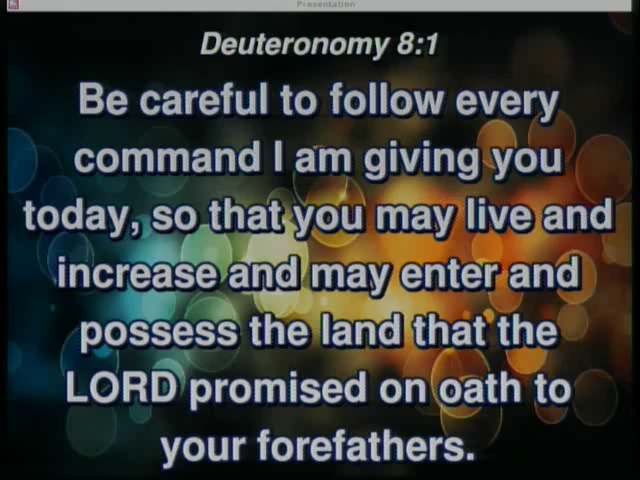 Presentation
Deuteronomy 8:1
Be careful to follow every
command I am giving you
today, so that you may live and
increase and may enter and
possess the land that the
LORD promised on oath to
your forefathers.